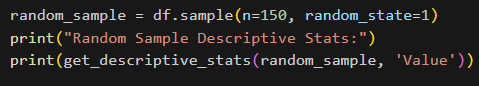 random_sample = df.sample(n=150, random_state=1)
print("Random Sample Descriptive Stats:")
print(get_descriptive_stats(random_sample, 'Value'))